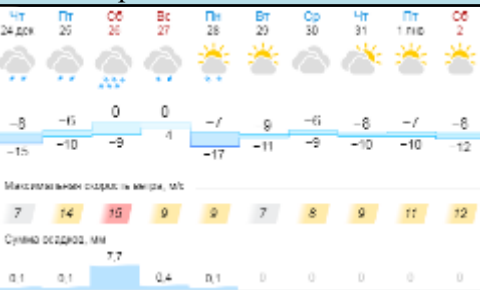 Чт Пт Сб Вс Пн Вт Ср Чт Пт Сб
24 дек 25 26 27 28 29 30 31 1 янв 2
-8 -6 0 0 -7 9 -6 -8 -7 -8
-15 -10 -9 4 -17 -11 -9 -10 -10 -12
Максимальная скорость ветра, м/с
7 14 15 9 9 7 8 9 11 12
Сумма осадков, мм
0,1 0,1 7,7 0,4 0,1 0 0 0 0 0